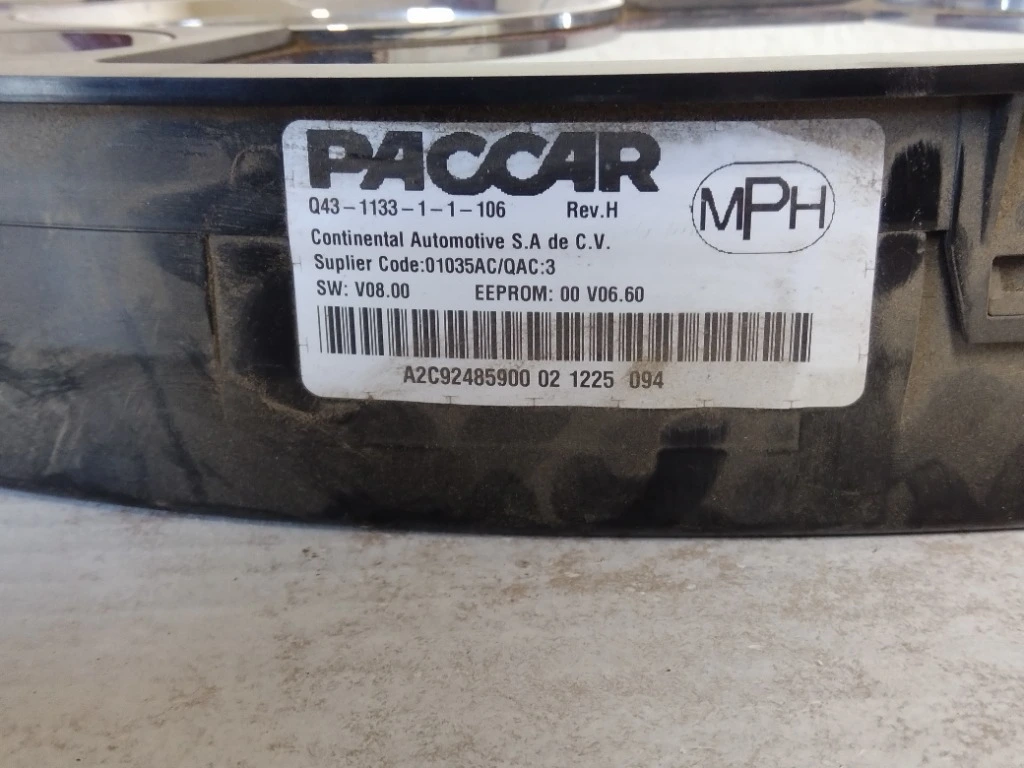 PACCAR
Q43-1133-1-1-106 Rev.H
MPH
Continental Automotive S.A de C.V.
Suplier Code:01035AC/QAC:3
SW: V08.00 EEPROM: 00 V06.60
A2C92485900 02 1225 094